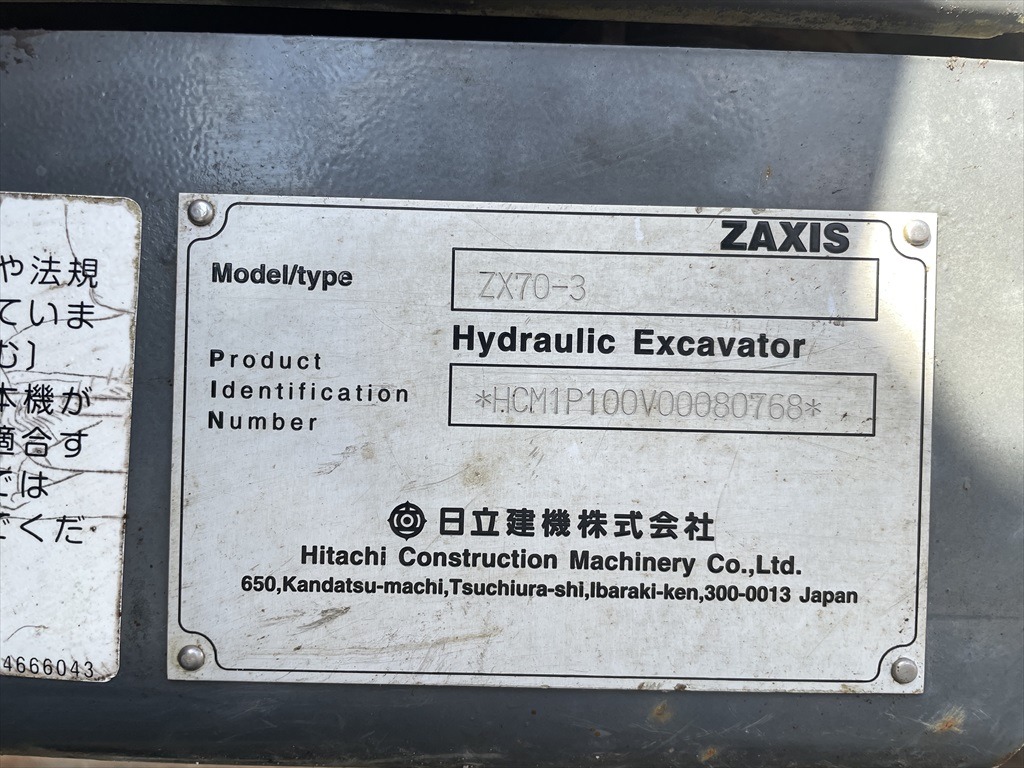 や法規
ていま
む)
本機が
適合す
では
でくだ
4666043
ZAXIS
Model/type
ZX70-3
Hydraulic Excavator
Product
Identification
Number
*HCM1P100V00080768*
日立建機株式会社
Hitachi Construction Machinery Co.,Ltd.
650,Kandatsu-machi,Tsuchiura-shi,Ibaraki-ken,300-0013 Japan